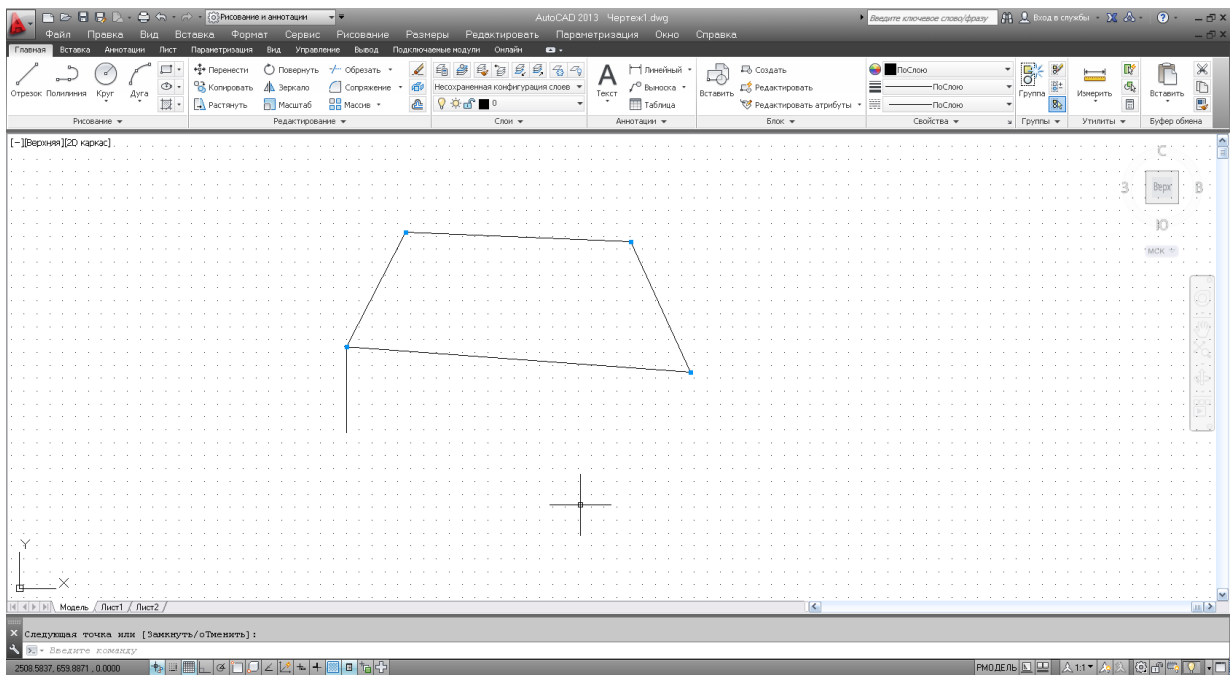 Рисование и аннотации
AutoCAD 2013 Чертеж1.dwg
Введите ключевое слово/фразу
Вход в службы
Файл Правка Вид Вставка Формат Сервис Рисование Размеры Редактировать Параметризация Окно Справка
Главная Вставка Аннотации Лист Параметризация Вид Управление Вывод Подключаемые модули Онлайн
Перенести Повернуть Обрезать Несохраненная конфигурация слоев Линейный Создать ПоСлою
Отрезок Полилиния Круг Дуга Копировать Зеркало Сопряжение Текст Выноска Вставить Редактировать ПоСлою Группа Измерить Вставить
Растянуть Масштаб Массив 0 Таблица Редактировать атрибуты ПоСлою
Рисование Редактирование Слои Аннотации Блок Свойства Группы Утилиты Буфер обмена
[−][Верхняя][2D каркас]
С
З Верх В
Ю
МСК
Y
X
Модель Лист1 Лист2
Следующая точка или [Замкнуть/оТменить]:
Введите команду
2508.5837, 659.8871, 0.0000 РМОДЕЛЬ 1:1